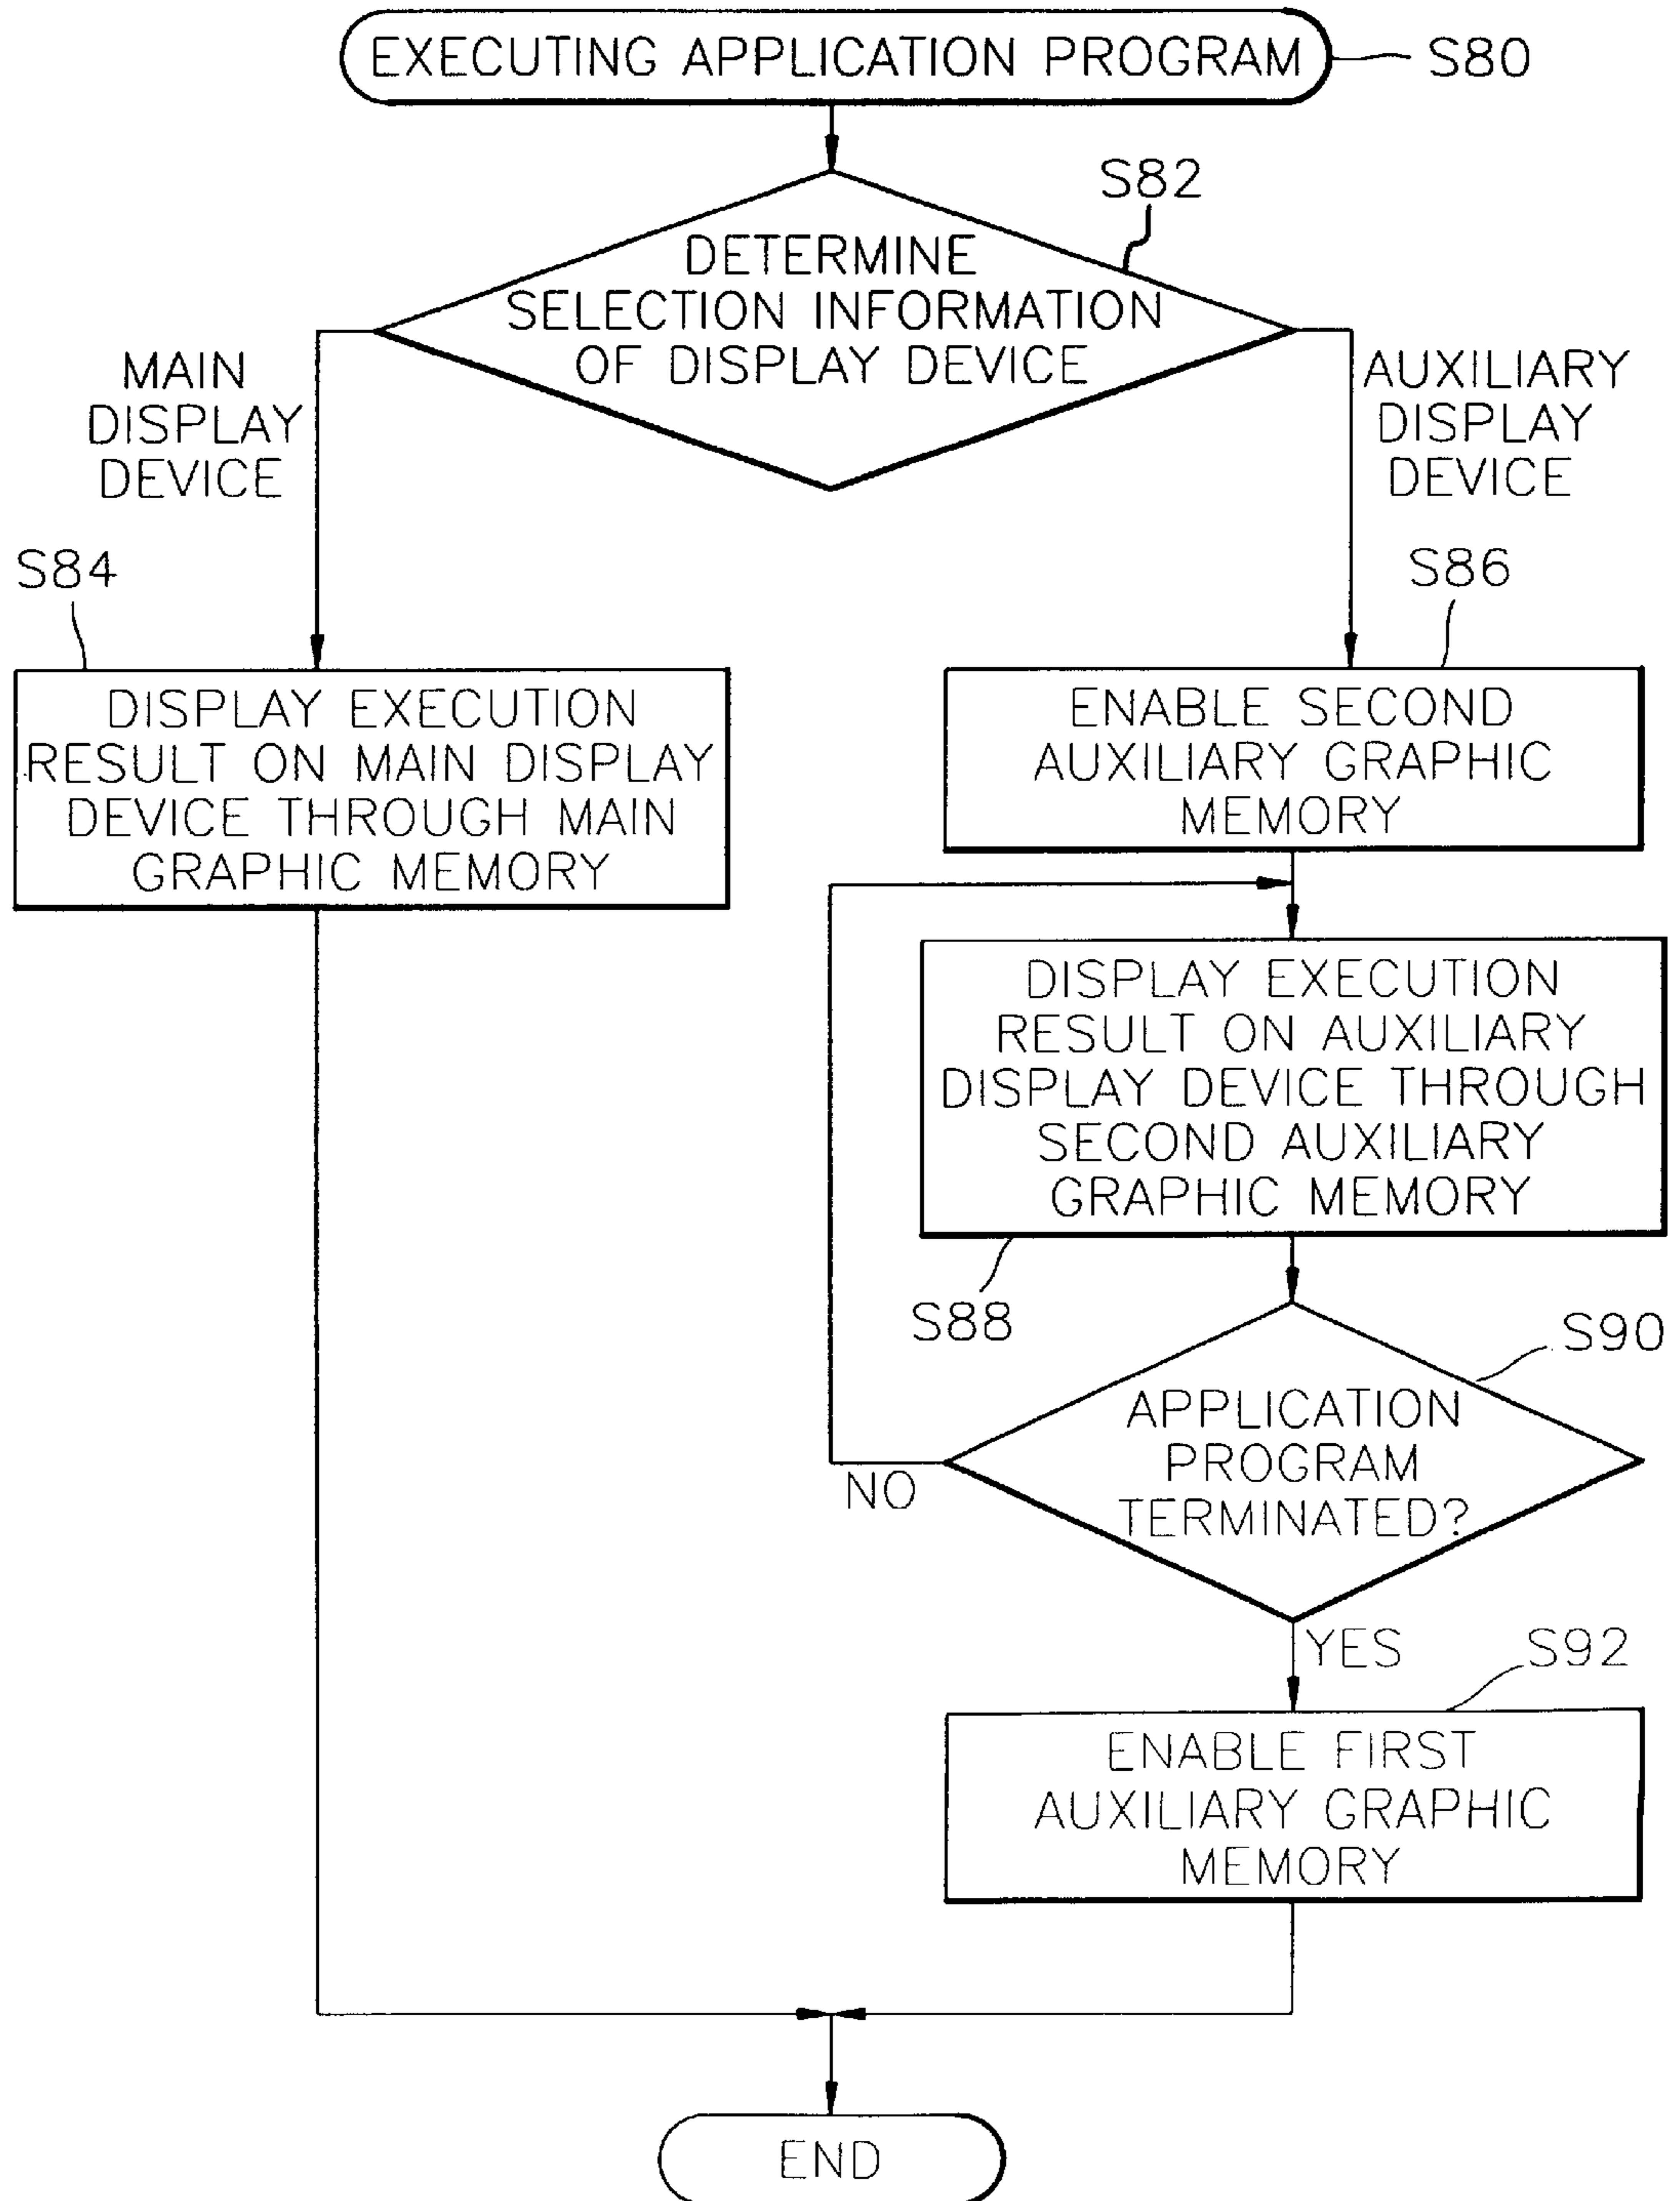 EXECUTING APPLICATION PROGRAM
S80
S82
DETERMINE
SELECTION INFORMATION
OF DISPLAY DEVICE
MAIN
DISPLAY
DEVICE
AUXILIARY
DISPLAY
DEVICE
S84
DISPLAY EXECUTION
RESULT ON MAIN DISPLAY
DEVICE THROUGH MAIN
GRAPHIC MEMORY
S86
ENABLE SECOND
AUXILIARY GRAPHIC
MEMORY
DISPLAY EXECUTION
RESULT ON AUXILIARY
DISPLAY DEVICE THROUGH
SECOND AUXILIARY
GRAPHIC MEMORY
S88
S90
APPLICATION
PROGRAM
TERMINATED?
NO
YES
S92
ENABLE FIRST
AUXILIARY GRAPHIC
MEMORY
END